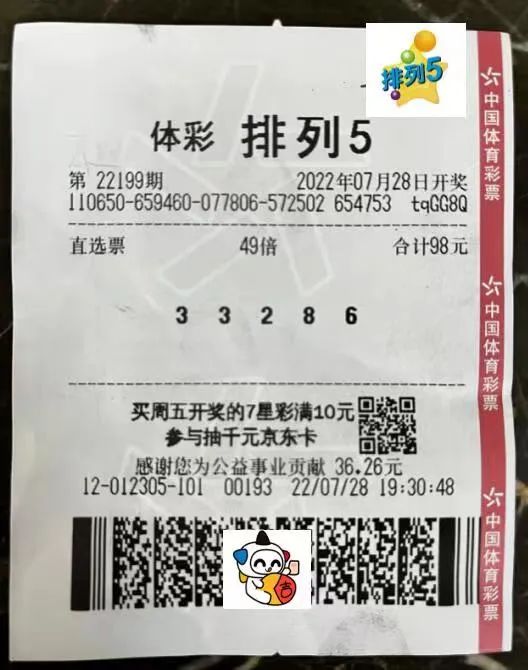 排列5
体彩 排列5
第 22199期 2022年07月28日开奖
110650-659460-077806-572502 654753 tqGG8Q
直选票 49倍 合计98元
3 3 2 8 6
买周五开奖的7星彩满10元
参与抽千元京东卡
感谢您为公益事业贡献 36.26元
12-012305-101 00193 22/07/28 19:30:48
吉
中国体育彩票
中国体育彩票
中国体育彩票